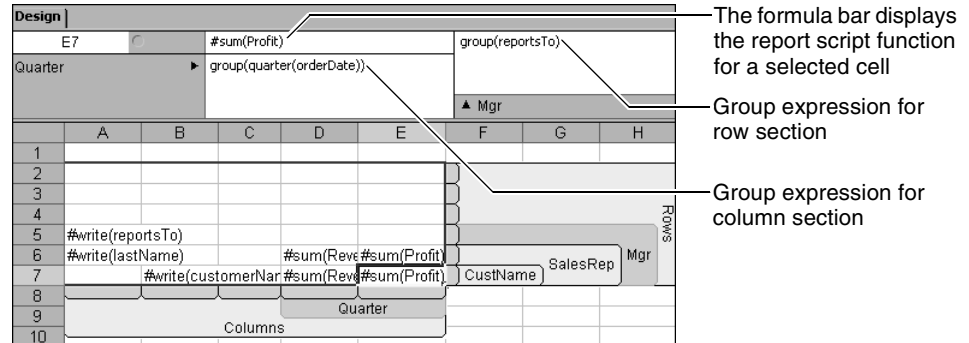 Design
E7 #sum(Profit) group(reportsTo)
Quarter group(quarter(orderDate))
Mgr
A B C D E F G H
1
2
3
4
5 #write(reportsTo)
6 #write(lastName) #sum(Reve #sum(Profit)
7 #write(customerNar #sum(Reve #sum(Profit) CustName SalesRep Mgr
Rows
8
9 Quarter
10 Columns
The formula bar displays
the report script function
for a selected cell
Group expression for
row section
Group expression for
column section